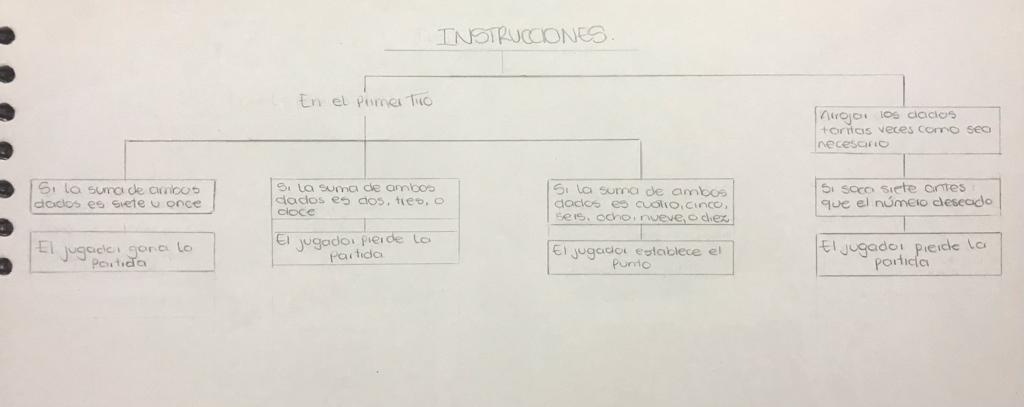 INSTRUCCIONES.
En el primer Tiro
Arrojar los dados
tantas veces como sea
necesario
Si la suma de ambos
dados es siete u once
Si la suma de ambos
dados es dos, tres, o
doce
Si la suma de ambos
dados es cuatro, cinco,
seis, ocho, nueve, o diez
Si saca siete antes
que el número deseado
El jugador gana la
Partida
El jugador pierde la
Partida
El jugador establece el
Punto
El jugador pierde la
partida